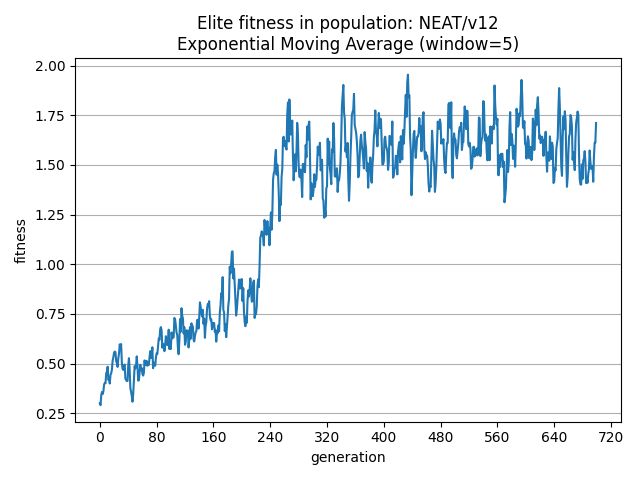 Elite fitness in population: NEAT/v12
Exponential Moving Average (window=5)
2.00
1.75
1.50
1.25
1.00
0.75
0.50
0.25
fitness
0 80 160 240 320 400 480 560 640 720
generation